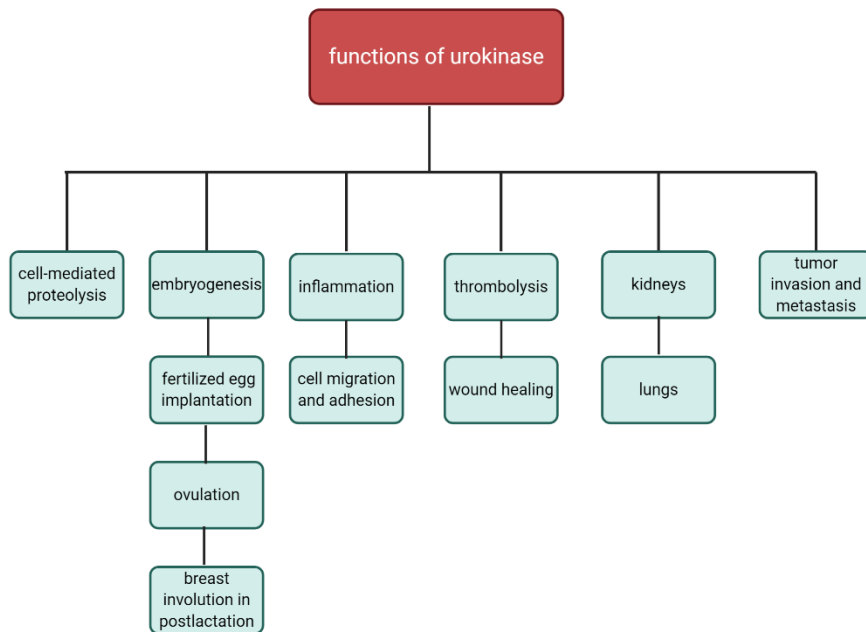 functions of urokinase
cell-mediated
proteolysis
embryogenesis
inflammation
thrombolysis
kidneys
tumor
invasion and
metastasis
fertilized egg
implantation
cell migration
and adhesion
wound healing
lungs
ovulation
breast
involution in
postlactation